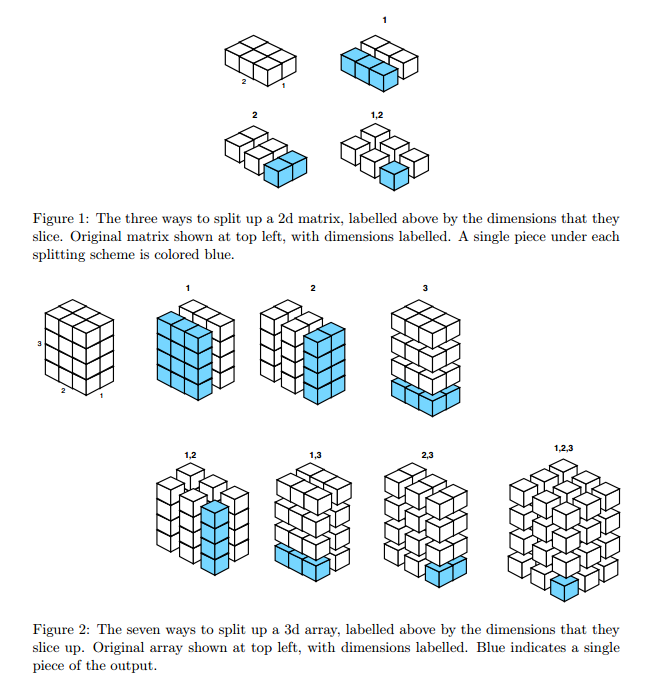 1
2
1
2
1,2
Figure 1: The three ways to split up a 2d matrix, labelled above by the dimensions that they
slice. Original matrix shown at top left, with dimensions labelled. A single piece under each
splitting scheme is colored blue.
1
2
3
3
2
1
1,2
1,3
2,3
1,2,3
Figure 2: The seven ways to split up a 3d array, labelled above by the dimensions that they
slice up. Original array shown at top left, with dimensions labelled. Blue indicates a single
piece of the output.